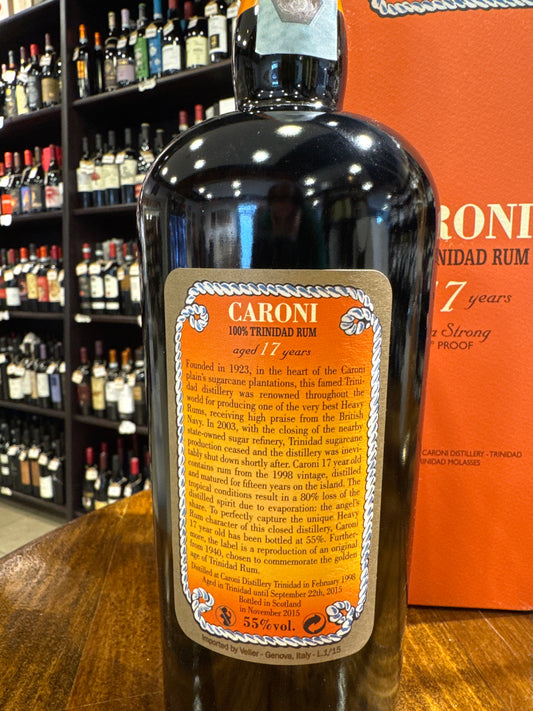 CARONI
100% TRINIDAD RUM
aged 17 years
Founded in 1923, in the heart of the Caroni
plain's sugarcane plantations, this famed Trini-
dad distillery was renowned throughout the
world for producing one of the very best Heavy
Rums, receiving high praise from the British
Navy. In 2003, with the closing of the nearby
state-owned sugar refinery, Trinidad sugarcane
production ceased and the distillery was inevi-
tably shut down shortly after. Caroni 17 year old
contains rum from the 1998 vintage, distilled
and matured for fifteen years on the island. The
tropical conditions result in a 80% loss of the
distilled spirit due to evaporation: the angel's
share. To perfectly capture the unique Heavy
Rum character of this closed distillery, Caroni
17 year old has been bottled at 55%. Further-
more, the label is a reproduction of an original
from 1940, chosen to commemorate the golden
age of Trinidad Rum.
Distilled at Caroni Distillery Trinidad in February 1998
Aged in Trinidad until September 22th, 2015
Bottled in Scotland
in November 2015
55%vol.
Imported by Velier - Genova, Italy - L.1/15
RONI
NIDAD RUM
17 years
a Strong
° PROOF
CARONI DISTILLERY - TRINIDAD
NIDAD MOLASSES